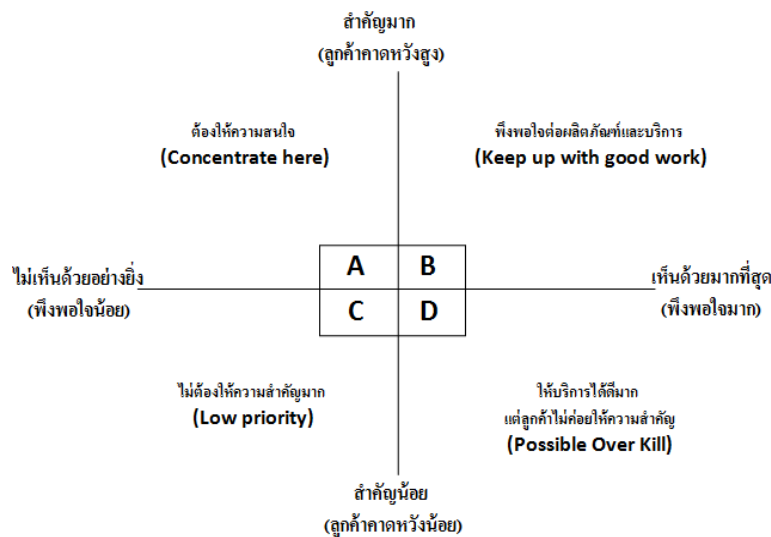 สำคัญมาก
(ลูกค้าคาดหวังสูง)
ต้องให้ความสนใจ
(Concentrate here)
พึงพอใจต่อผลิตภัณฑ์และบริการ
(Keep up with good work)
ไม่เห็นด้วยอย่างยิ่ง
(พึงพอใจน้อย)
A
B
C
D
เห็นด้วยมากที่สุด
(พึงพอใจมาก)
ไม่ต้องให้ความสำคัญมาก
(Low priority)
ให้บริการได้ดีมาก
แต่ลูกค้าไม่ค่อยให้ความสำคัญ
(Possible Over Kill)
สำคัญน้อย
(ลูกค้าคาดหวังน้อย)